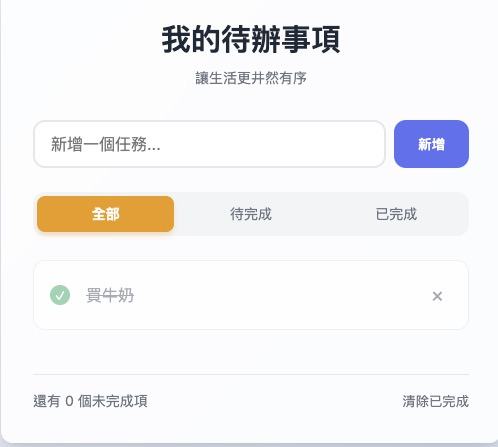 我的待辦事項
讓生活更井然有序
新增一個任務...
新增
全部
待完成
已完成
買牛奶
還有 0 個未完成項
清除已完成